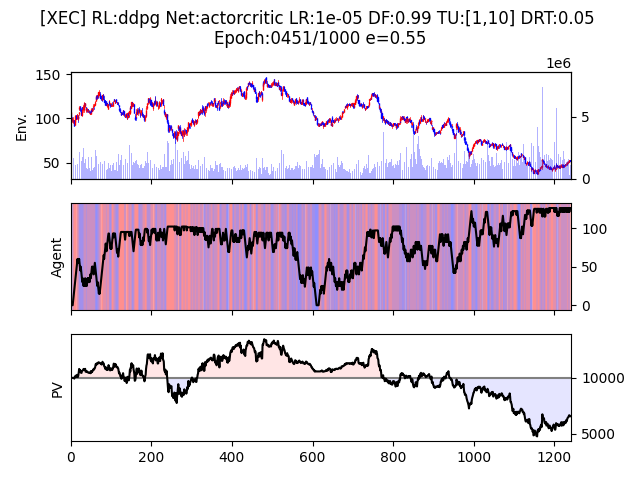 [XEC] RL:ddpg Net:actorcritic LR:1e-05 DF:0.99 TU:[1,10] DRT:0.05
Epoch:0451/1000 e=0.55
1e6
150
100
50
Env.
5
0
Agent
100
50
0
PV
10000
5000
0 200 400 600 800 1000 1200